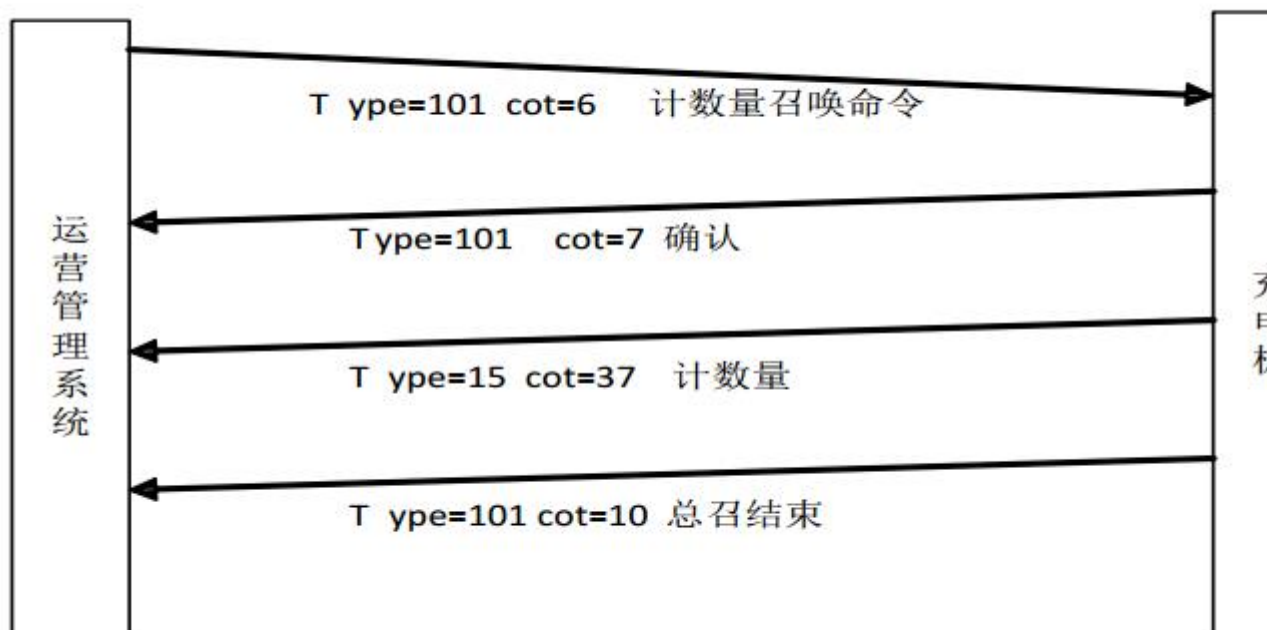 运营管理系统
T ype=101 cot=6 计数量召唤命令
Type=101 cot=7 确认
T ype=15 cot=37 计数量
T ype=101 cot=10 总召结束